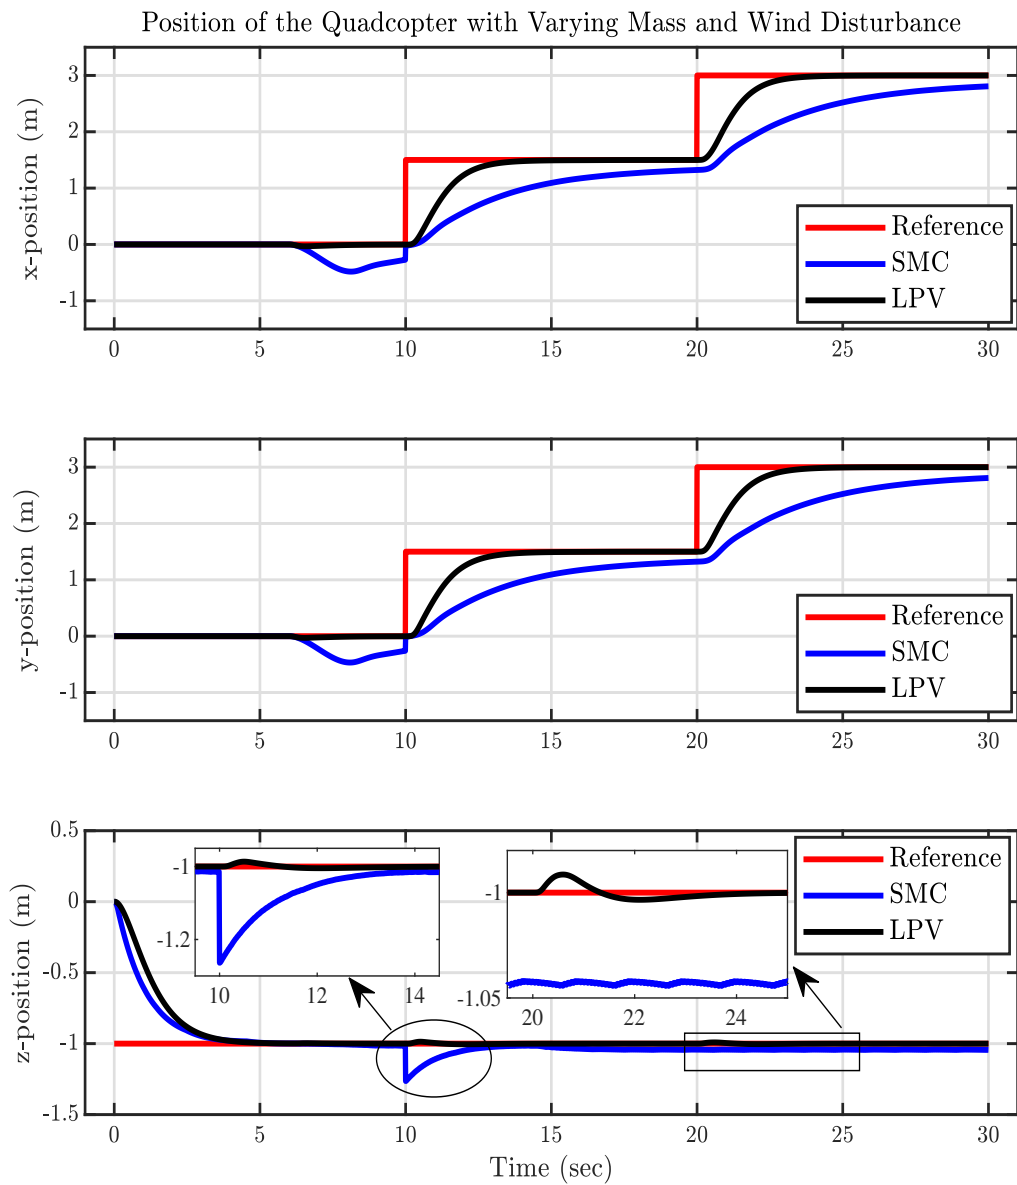 Position of the Quadcopter with Varying Mass and Wind Disturbance
x-position (m)
3
2
1
0
-1
Reference
SMC
LPV
0 5 10 15 20 25 30
y-position (m)
3
2
1
0
-1
Reference
SMC
LPV
0 5 10 15 20 25 30
z-position (m)
0.5
0
-0.5
-1
-1.5
-1
-1.2
10 12 14
-1
-1.05
20 22 24
Reference
SMC
LPV
0 5 10 15 20 25 30
Time (sec)